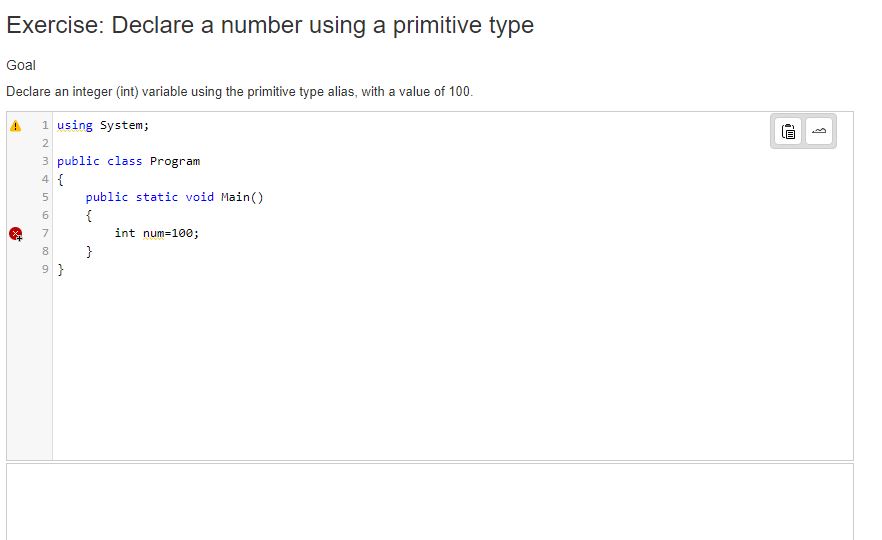 Exercise: Declare a number using a primitive type
Goal
Declare an integer (int) variable using the primitive type alias, with a value of 100.
1 using System;
2
3 public class Program
4 {
5     public static void Main()
6     {
7         int num=100;
8     }
9 }